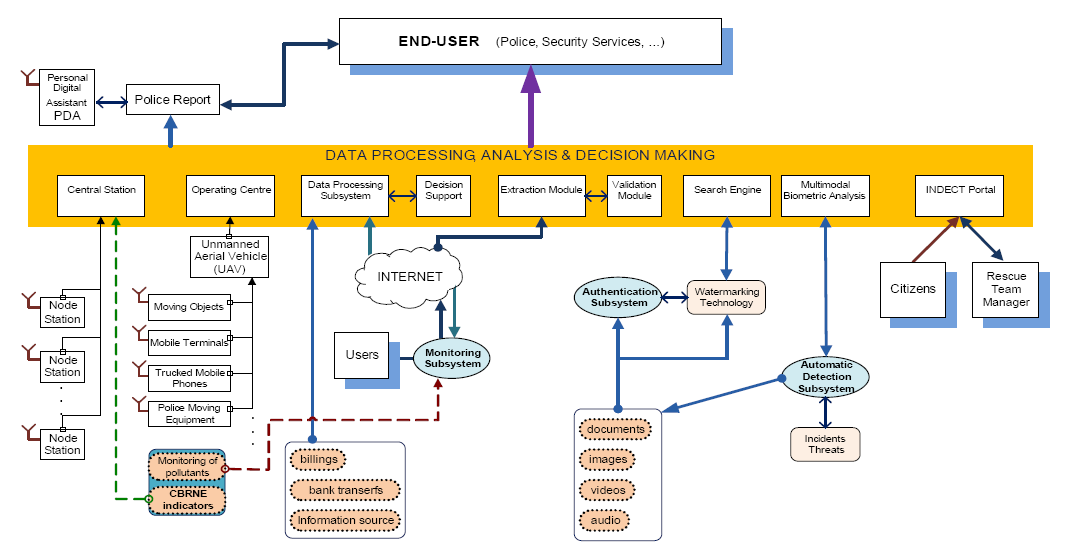 END-USER (Police, Security Services, ...)
Personal
Digital
Assistant
PDA
Police Report
DATA PROCESSING, ANALYSIS & DECISION MAKING
Central Station
Operating Centre
Data Processing
Subsystem
Decision
Support
Extraction Module
Validation
Module
Search Engine
Multimodal
Biometric Analysis
INDECT Portal
Unmanned
Aerial Vehicle
(UAV)
INTERNET
Authentication
Subsystem
Watermarking
Technology
Citizens
Rescue
Team
Manager
Node
Station
Node
Station
.
.
.
Node
Station
Moving Objects
Mobile Terminals
Trucked Mobile
Phones
Police Moving
Equipment
.
.
.
Users
Monitoring
Subsystem
Automatic
Detection
Subsystem
Incidents
Threats
Monitoring of
pollutants
CBRNE
indicators
billings
bank transerfs
Information source
documents
images
videos
audio